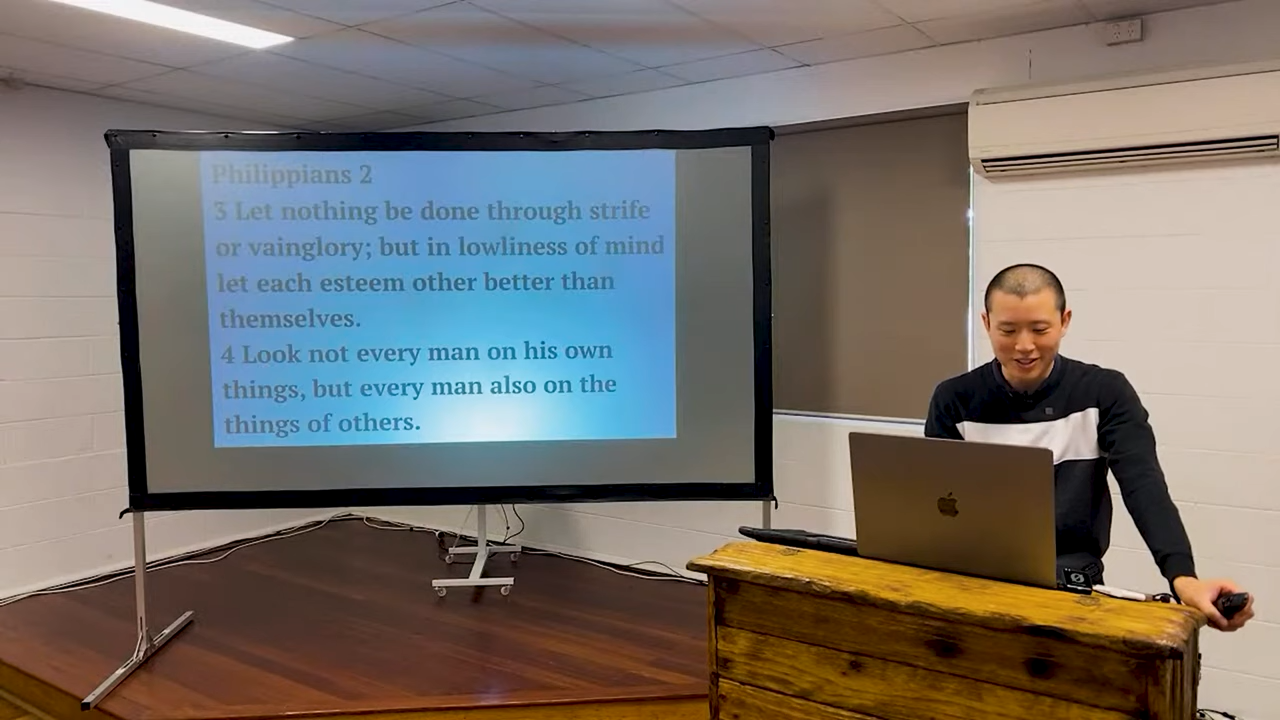 Philippians 2
3 Let nothing be done through strife
or vainglory; but in lowliness of mind
let each esteem other better than
themselves.
4 Look not every man on his own
things, but every man also on the
things of others.